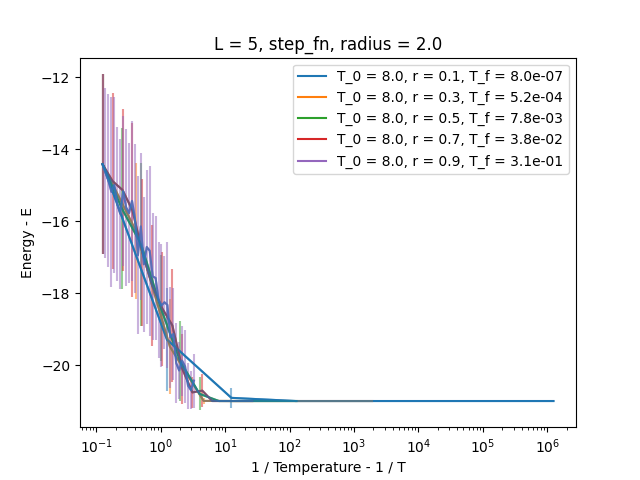 L = 5, step_fn, radius = 2.0
T_0 = 8.0, r = 0.1, T_f = 8.0e-07
T_0 = 8.0, r = 0.3, T_f = 5.2e-04
T_0 = 8.0, r = 0.5, T_f = 7.8e-03
T_0 = 8.0, r = 0.7, T_f = 3.8e-02
T_0 = 8.0, r = 0.9, T_f = 3.1e-01
Energy - E
−12
−14
−16
−18
−20
10⁻¹ 10⁰ 10¹ 10² 10³ 10⁴ 10⁵ 10⁶
1 / Temperature - 1 / T